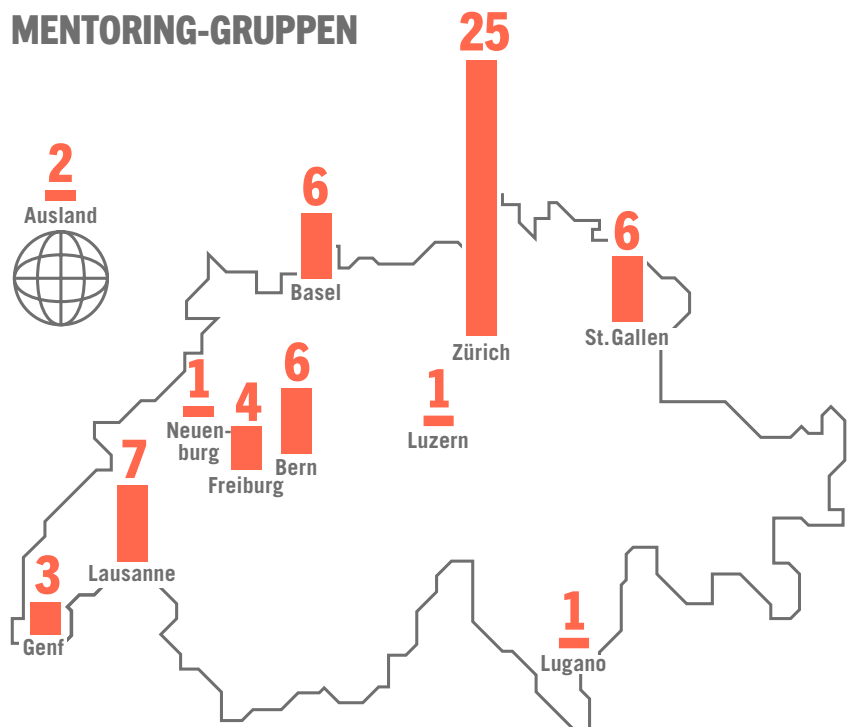 MENTORING-GRUPPEN
25
2
Ausland
6
Basel
6
St.Gallen
Zürich
1
Neuen-
burg
4
Freiburg
6
Bern
1
Luzern
7
Lausanne
3
Genf
1
Lugano